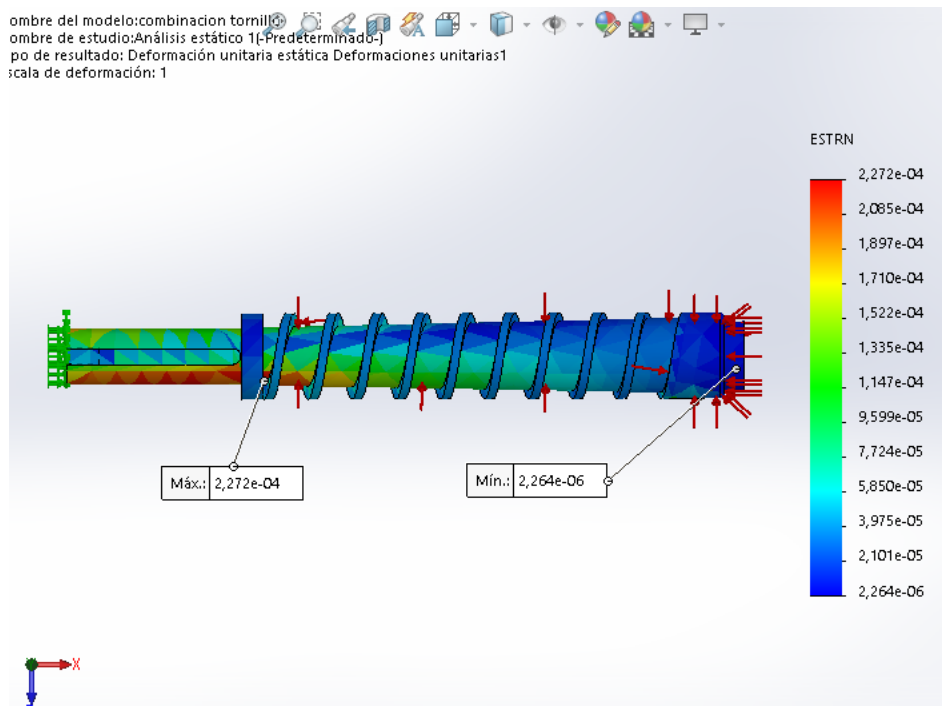 ombre del modelo:combinacion tornillo
ombre de estudio:Análisis estático 1(-Predeterminado-)
po de resultado: Deformación unitaria estática Deformaciones unitarias1
scala de deformación: 1
ESTRN
2,272e-04
2,085e-04
1,897e-04
1,710e-04
1,522e-04
1,335e-04
1,147e-04
9,599e-05
7,724e-05
5,850e-05
3,975e-05
2,101e-05
2,264e-06
Máx.: 2,272e-04
Mín.: 2,264e-06
X